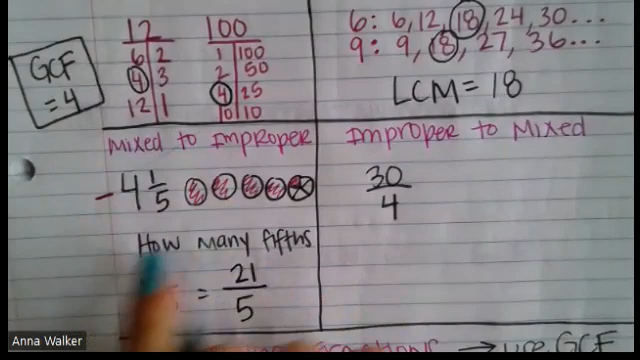 12
6 2
4 3
12 1
100
1 100
2 50
4 25
10 10
GCF
= 4
6: 6, 12, 18, 24, 30...
9: 9, 18, 27, 36...
LCM = 18
Mixed to Improper
- 4 1/5
How many fifths
= 21/5
Improper to Mixed
30/4
→ use GCF
Anna Walker